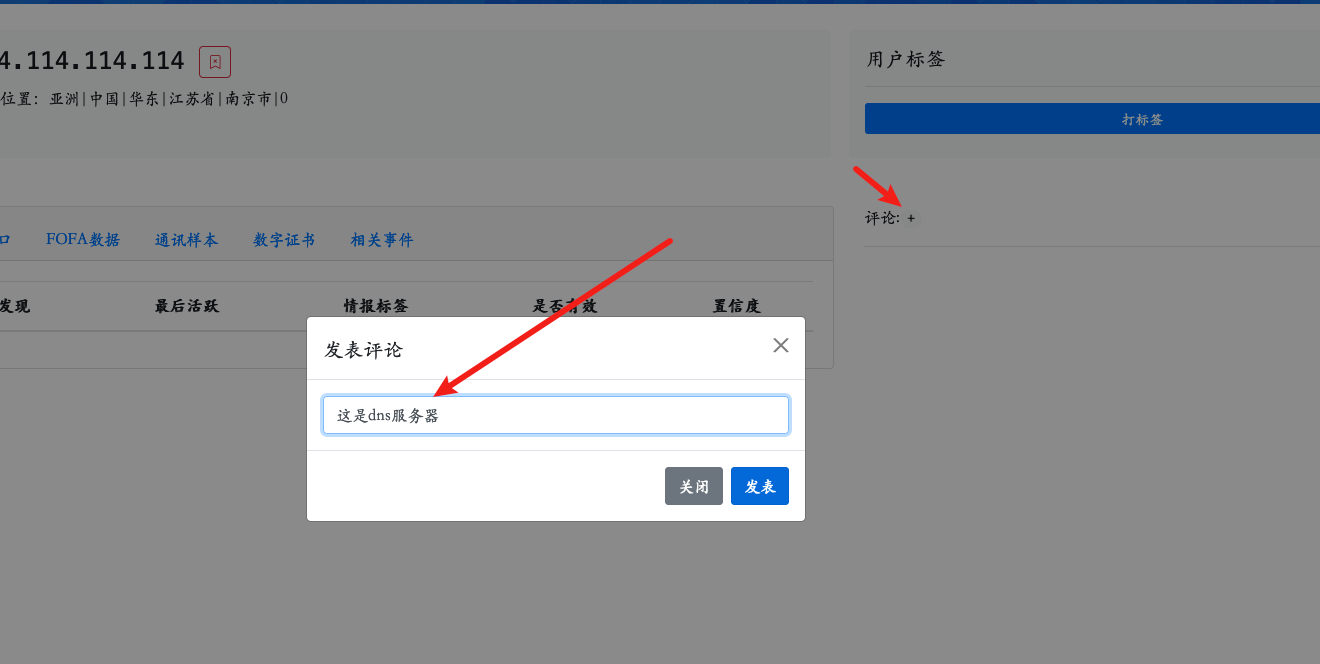 4.114.114.114
位置：亚洲|中国|华东|江苏省|南京市|0
用户标签
打标签
评论: +
口 FOFA数据 通讯样本 数字证书 相关事件
发现 最后活跃 情报标签 是否有效 置信度
发表评论
这是dns服务器
关闭 发表